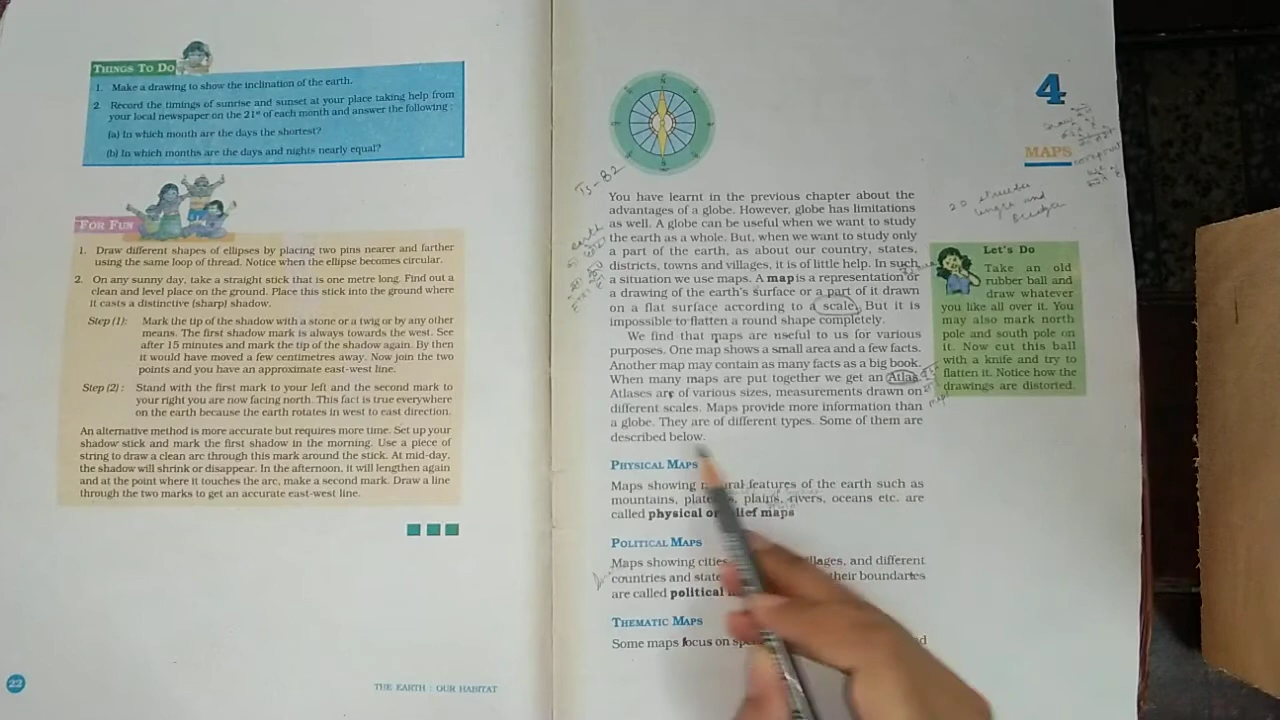 THINGS TO DO
1. Make a drawing to show the inclination of the earth.
2. Record the timings of sunrise and sunset at your place taking help from
your local newspaper on the 21st of each month and answer the following :
(a) In which month are the days the shortest?
(b) In which months are the days and nights nearly equal?
FOR FUN
1. Draw different shapes of ellipses by placing two pins nearer and farther
using the same loop of thread. Notice when the ellipse becomes circular.
2. On any sunny day, take a straight stick that is one metre long. Find out a
clean and level place on the ground. Place this stick into the ground where
it casts a distinctive (sharp) shadow.
Step (1): Mark the tip of the shadow with a stone or a twig or by any other
means. The first shadow mark is always towards the west. See
after 15 minutes and mark the tip of the shadow again. By then
it would have moved a few centimetres away. Now join the two
points and you have an approximate east-west line.
Step (2) : Stand with the first mark to your left and the second mark to
your right you are now facing north. This fact is true everywhere
on the earth because the earth rotates in west to east direction.
An alternative method is more accurate but requires more time. Set up your
shadow stick and mark the first shadow in the morning. Use a piece of
string to draw a clean arc through this mark around the stick. At mid-day,
the shadow will shrink or disappear. In the afternoon, it will lengthen again
and at the point where it touches the arc, make a second mark. Draw a line
through the two marks to get an accurate east-west line.
22
THE EARTH : OUR HABITAT
4
MAPS
You have learnt in the previous chapter about the
advantages of a globe. However, globe has limitations
as well. A globe can be useful when we want to study
the earth as a whole. But, when we want to study only
a part of the earth, as about our country, states,
districts, towns and villages, it is of little help. In such
a situation we use maps. A map is a representation or
a drawing of the earth's surface or a part of it drawn
on a flat surface according to a scale. But it is
impossible to flatten a round shape completely.
We find that maps are useful to us for various
purposes. One map shows a small area and a few facts.
Another map may contain as many facts as a big book.
When many maps are put together we get an Atlas.
Atlases are of various sizes, measurements drawn on
different scales. Maps provide more information than
a globe. They are of different types. Some of them are
described below.
PHYSICAL MAPS
Maps showing natural features of the earth such as
mountains, plateaus, plains, rivers, oceans etc. are
called physical or relief maps
POLITICAL MAPS
Maps showing cities, villages, and different
countries and states their boundaries
are called political
THEMATIC MAPS
Some maps focus on
Let's Do
Take an old
rubber ball and
draw whatever
you like all over it. You
may also mark north
pole and south pole on
it. Now cut this ball
with a knife and try to
flatten it. Notice how the
drawings are distorted.